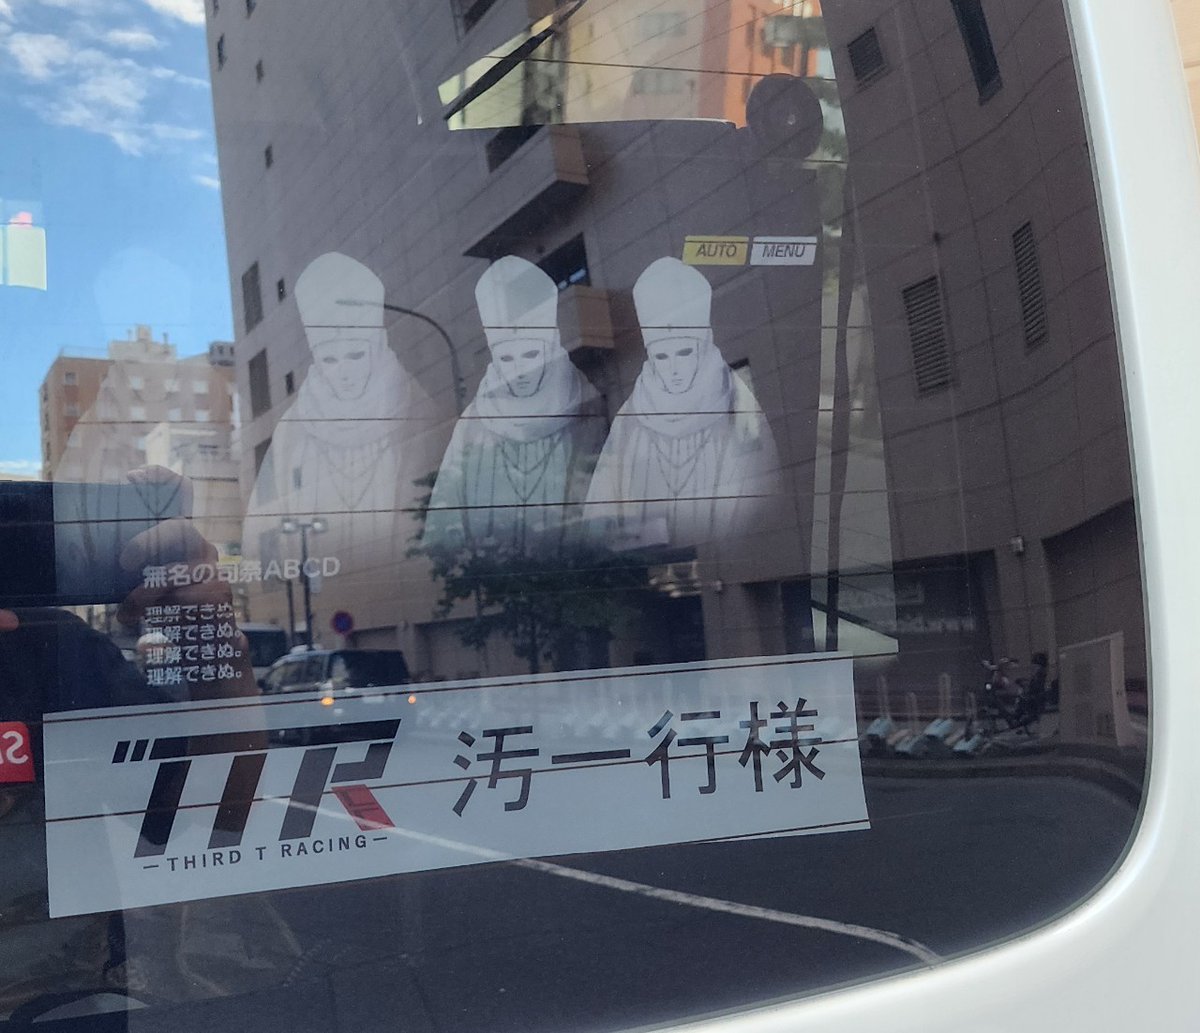 AUTO MENU
無名の司祭ABCD
理解できぬ。
理解できぬ。
理解できぬ。
理解できぬ。
TTR
汚一行様
THIRD T RACING